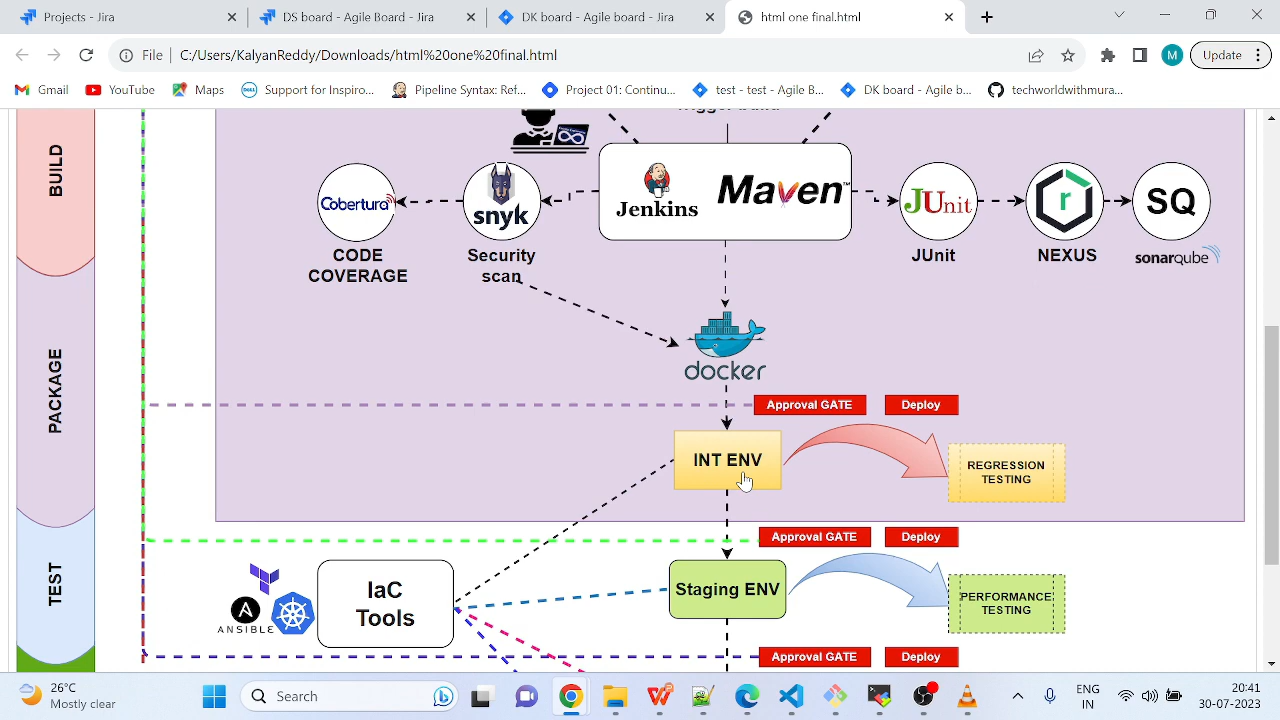 Projects - Agile Board - Jira
DS board - Agile board - Jira
DK board - Agile board - Jira
html one final.html
File
C:/Users/KalyanReddy/Downloads/html%20one%20final.html
M
Update
Gmail
YouTube
Maps
Support for Inspiro...
Pipeline Syntax: Ref...
Project 01: Continu...
test - test - Agile B...
DK board - Agile b...
techworldwithmura...
BUILD
Cobertura
snyk
Jenkins
Maven™
JUnit
r
SQ
CODE
COVERAGE
Security
scan
JUnit
NEXUS
sonarqube
docker
PACKAGE
Approval GATE
Deploy
INT ENV
REGRESSION
TESTING
Approval GATE
Deploy
TEST
ANSIBLE
IaC
Tools
Staging ENV
PERFORMANCE
TESTING
Approval GATE
Deploy
26°C
Mostly clear
Search
ENG
IN
20:41
30-07-2023